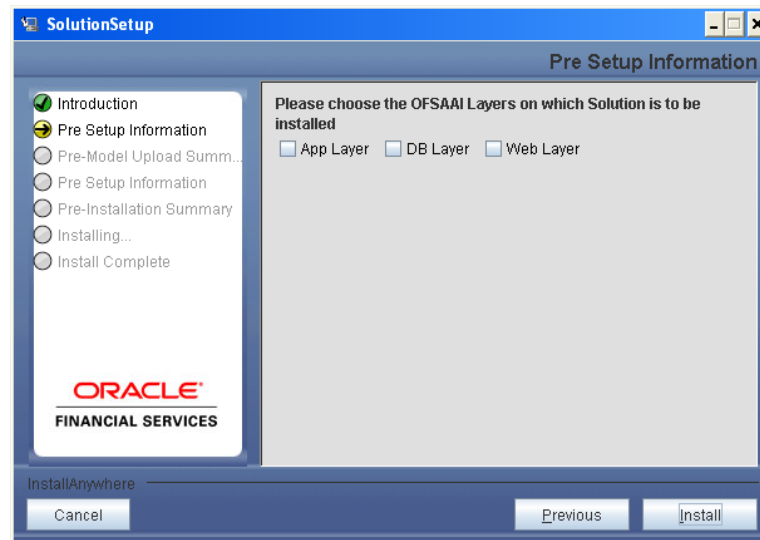 SolutionSetup
Pre Setup Information
Introduction
Pre Setup Information
Pre-Model Upload Summ...
Pre Setup Information
Pre-Installation Summary
Installing...
Install Complete
ORACLE
FINANCIAL SERVICES
Please choose the OFSAAI Layers on which Solution is to be
installed
App Layer DB Layer Web Layer
InstallAnywhere
Cancel Previous Install